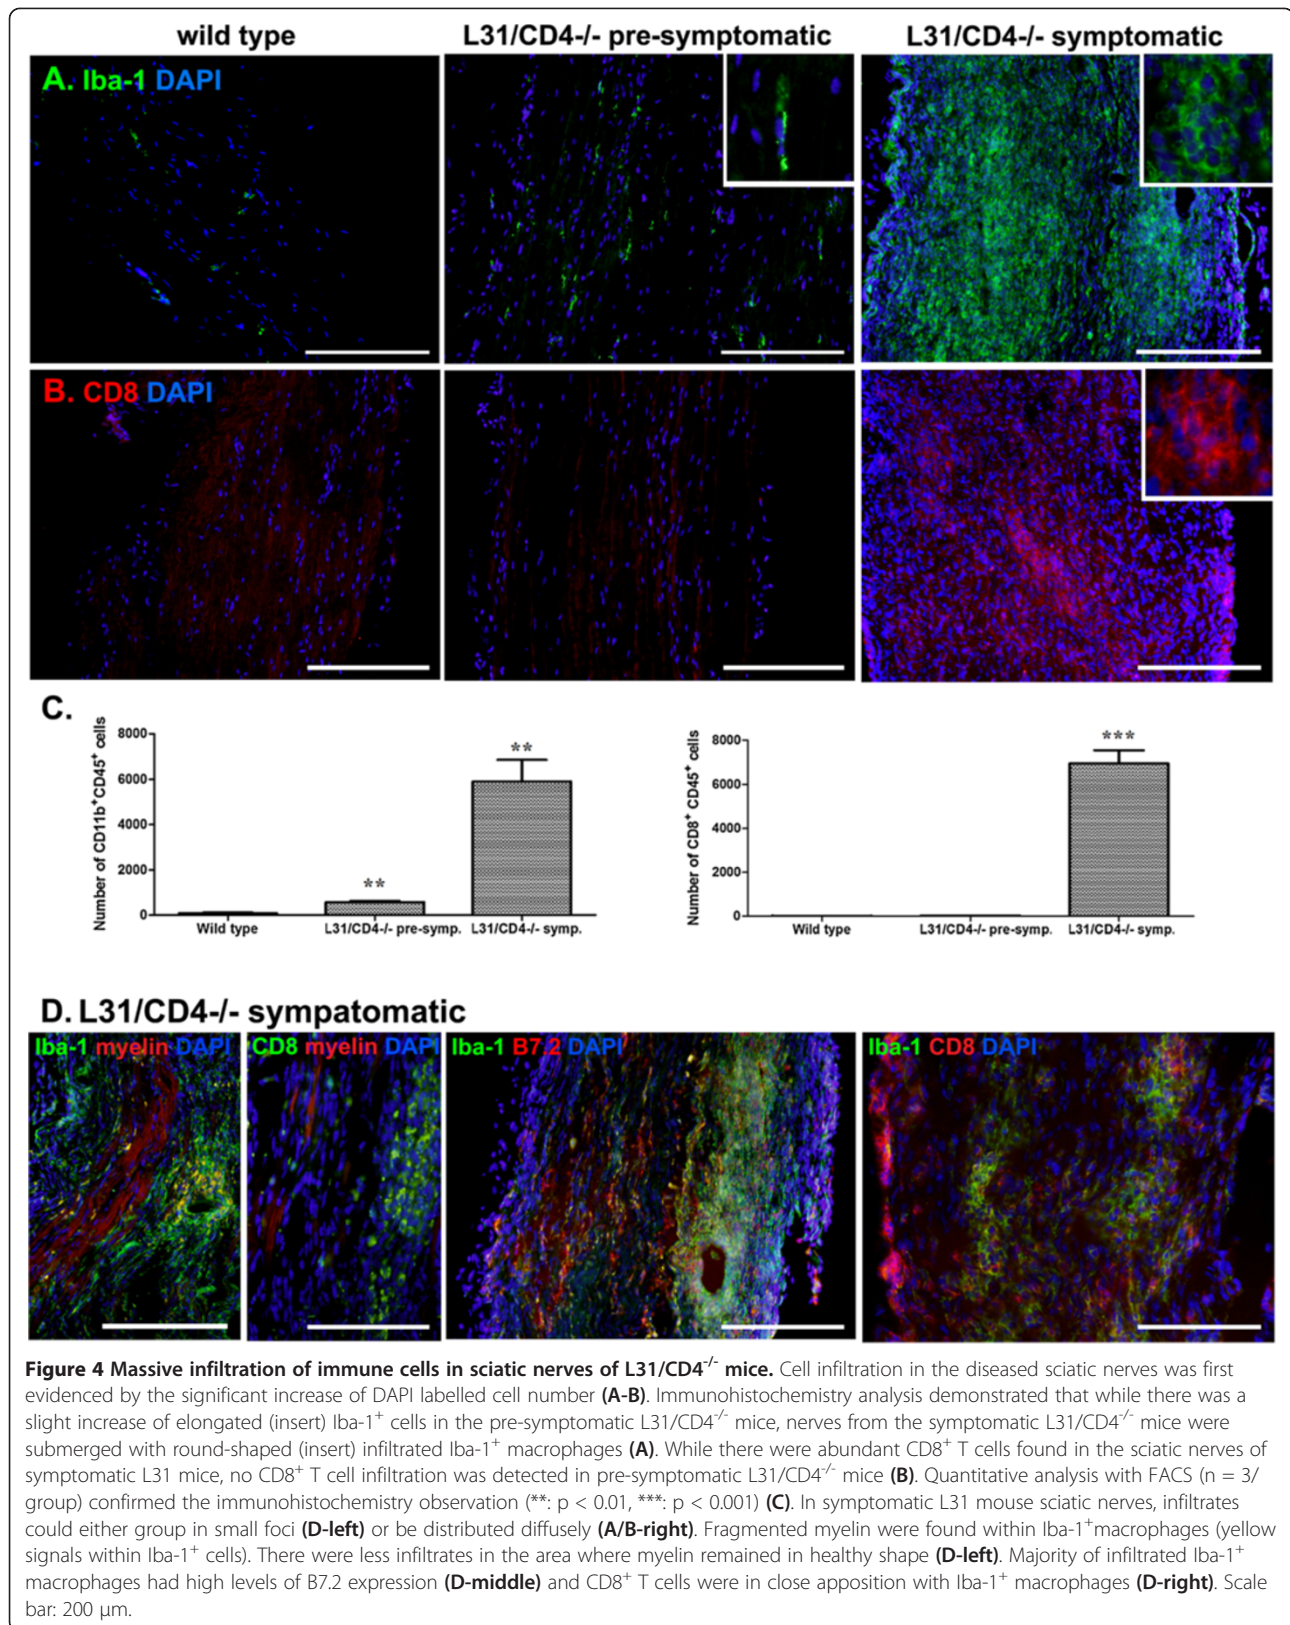 wild type
L31/CD4-/- pre-symptomatic
L31/CD4-/- symptomatic
A. Iba-1 DAPI
B. CD8 DAPI
C.
Number of CD11b⁺CD45⁺ cells
8000
6000
4000
2000
0
**
**
Wild type
L31/CD4-/- pre-symp.
L31/CD4-/- symp.
Number of CD8⁺ CD45⁺ cells
8000
6000
4000
2000
0
***
Wild type
L31/CD4-/- pre-symp.
L31/CD4-/- symp.
D. L31/CD4-/- sympatomatic
Iba-1 myelin DAPI
CD8 myelin DAPI
Iba-1 B7.2 DAPI
Iba-1 CD8 DAPI
Figure 4 Massive infiltration of immune cells in sciatic nerves of L31/CD4⁻/⁻ mice. Cell infiltration in the diseased sciatic nerves was first
evidenced by the significant increase of DAPI labelled cell number (A-B). Immunohistochemistry analysis demonstrated that while there was a
slight increase of elongated (insert) Iba-1⁺ cells in the pre-symptomatic L31/CD4⁻/⁻ mice, nerves from the symptomatic L31/CD4⁻/⁻ mice were
submerged with round-shaped (insert) infiltrated Iba-1⁺ macrophages (A). While there were abundant CD8⁺ T cells found in the sciatic nerves of
symptomatic L31 mice, no CD8⁺ T cell infiltration was detected in pre-symptomatic L31/CD4⁻/⁻ mice (B). Quantitative analysis with FACS (n = 3/
group) confirmed the immunohistochemistry observation (**: p < 0.01, ***: p < 0.001) (C). In symptomatic L31 mouse sciatic nerves, infiltrates
could either group in small foci (D-left) or be distributed diffusely (A/B-right). Fragmented myelin were found within Iba-1⁺macrophages (yellow
signals within Iba-1⁺ cells). There were less infiltrates in the area where myelin remained in healthy shape (D-left). Majority of infiltrated Iba-1⁺
macrophages had high levels of B7.2 expression (D-middle) and CD8⁺ T cells were in close apposition with Iba-1⁺ macrophages (D-right). Scale
bar: 200 μm.